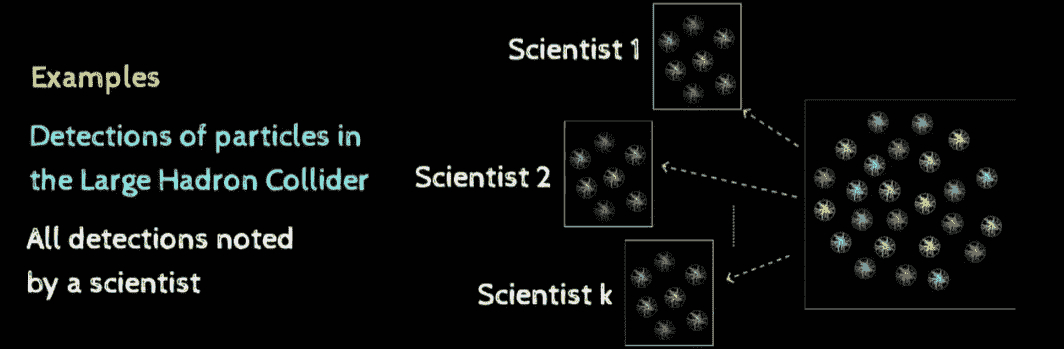 Examples
Detections of particles in
the Large Hadron Collider
All detections noted
by a scientist
Scientist 1
Scientist 2
Scientist k